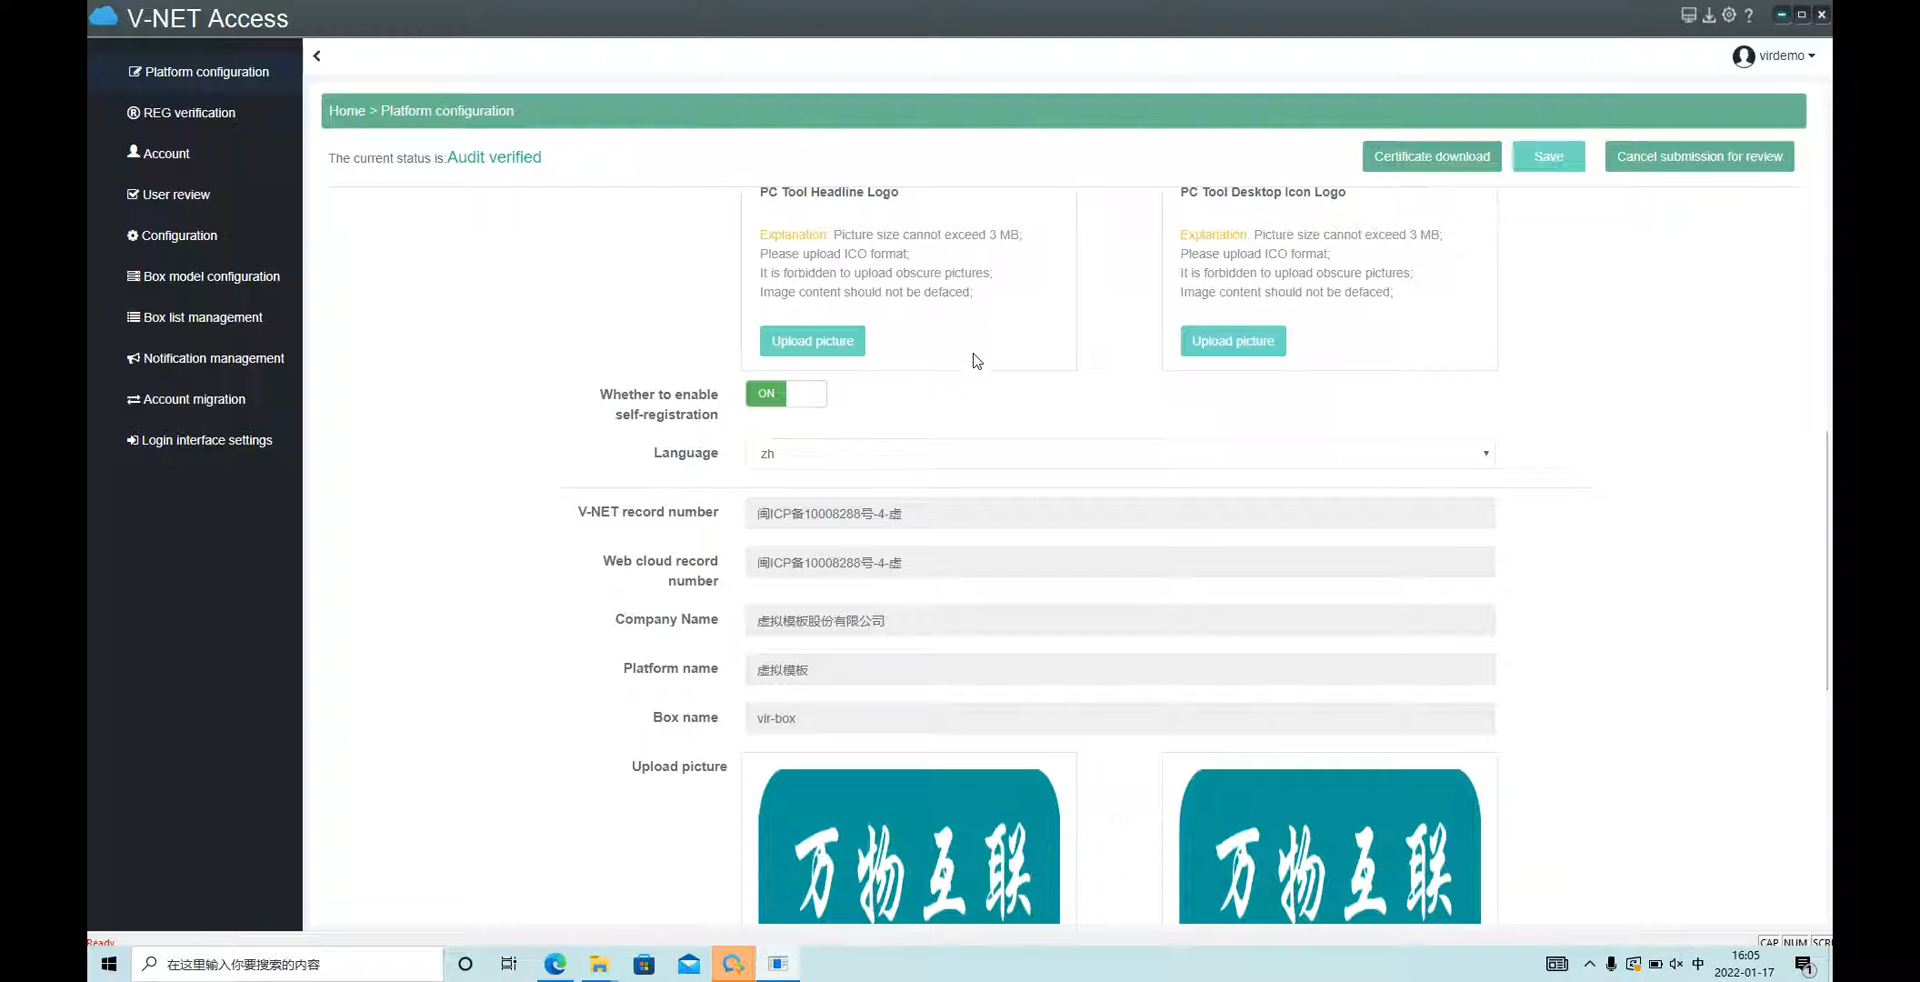 V-NET Access
Platform configuration
REG verification
Account
User review
Configuration
Box model configuration
Box list management
Notification management
Account migration
Login interface settings
virdemo
Home > Platform configuration
The current status is:Audit verified
Certificate download
Save
Cancel submission for review
PC Tool Headline Logo
Explanation: Picture size cannot exceed 3 MB;
Please upload ICO format;
It is forbidden to upload obscure pictures;
Image content should not be defaced;
Upload picture
PC Tool Desktop Icon Logo
Explanation: Picture size cannot exceed 3 MB;
Please upload ICO format;
It is forbidden to upload obscure pictures;
Image content should not be defaced;
Upload picture
Whether to enable
self-registration
ON
Language
zh
V-NET record number
闽ICP备10008288号-4-虚
Web cloud record
number
闽ICP备10008288号-4-虚
Company Name
虚拟模板股份有限公司
Platform name
虚拟模板
Box name
vir-box
Upload picture
万物互联
万物互联
Ready
CAP NUM SCRL
在这里输入你要搜索的内容
中
16:05
2022-01-17
1